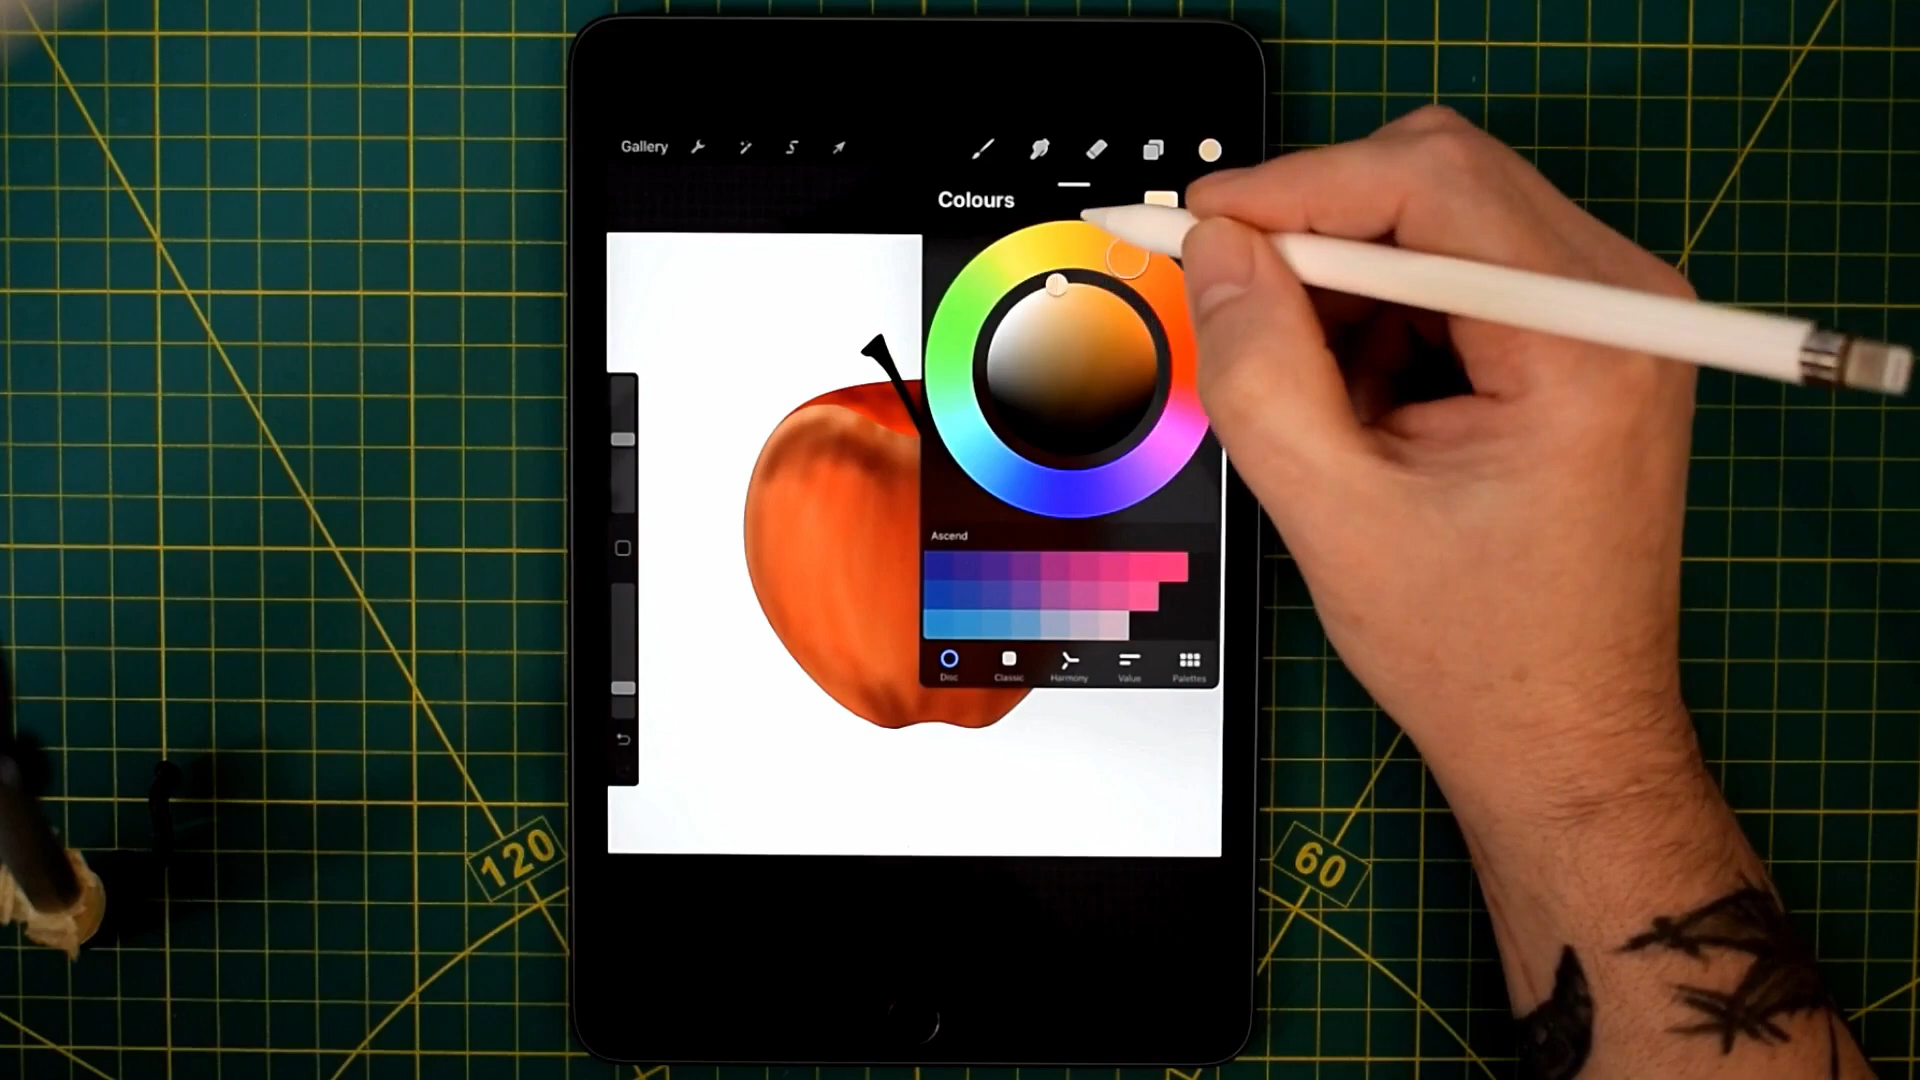 Gallery
Colours
Ascend
Disc
Classic
Harmony
Value
Palettes
120
60